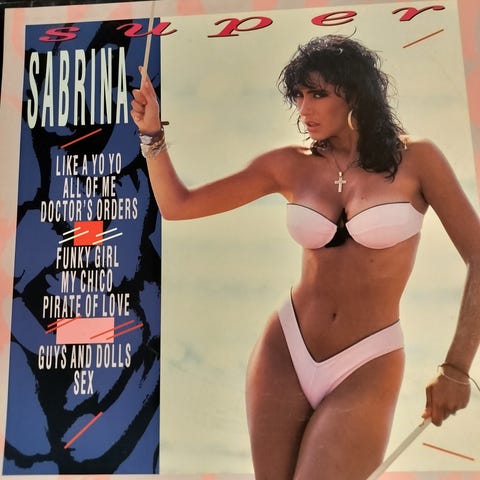 super
SABRINA
LIKE A YO YO
ALL OF ME
DOCTOR'S ORDERS
FUNKY GIRL
MY CHICO
PIRATE OF LOVE
GUYS AND DOLLS
SEX